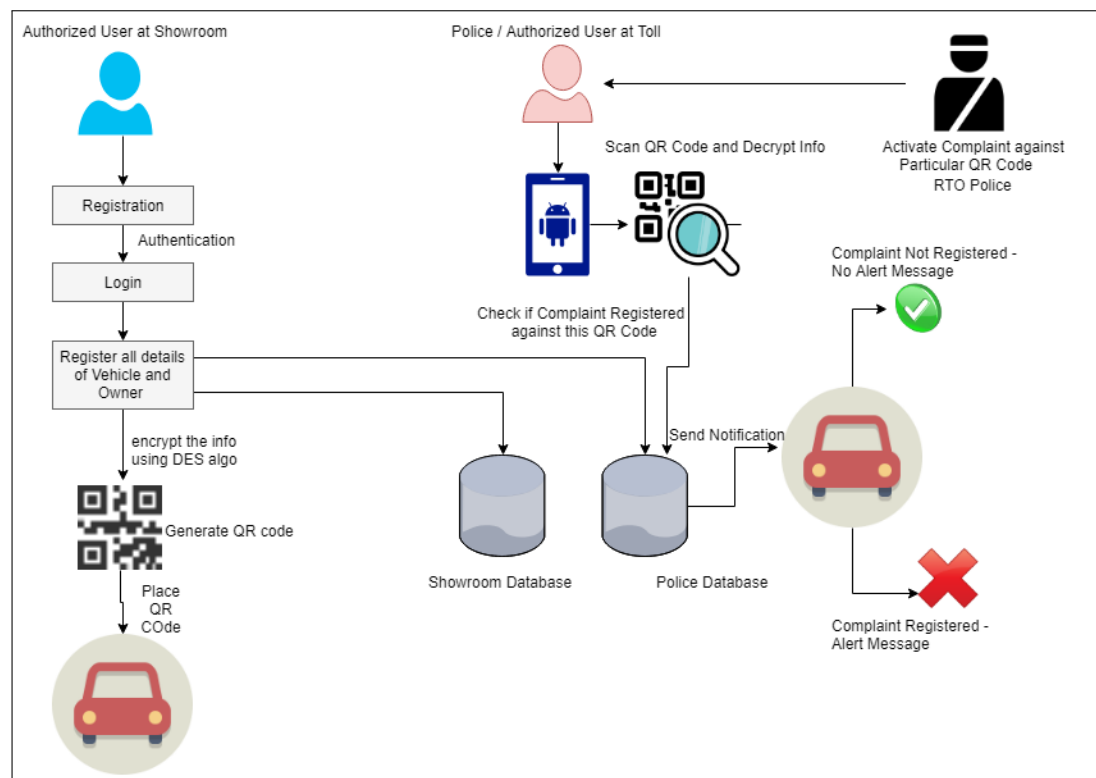 Authorized User at Showroom
Police / Authorized User at Toll
Scan QR Code and Decrypt Info
Activate Complaint against
Particular QR Code
RTO Police
Registration
Authentication
Login
Complaint Not Registered -
No Alert Message
Check if Complaint Registered
against this QR Code
Register all details
of Vehicle and
Owner
encrypt the info
using DES algo
Send Notification
Generate QR code
Showroom Database
Police Database
Place
QR
COde
Complaint Registered -
Alert Message